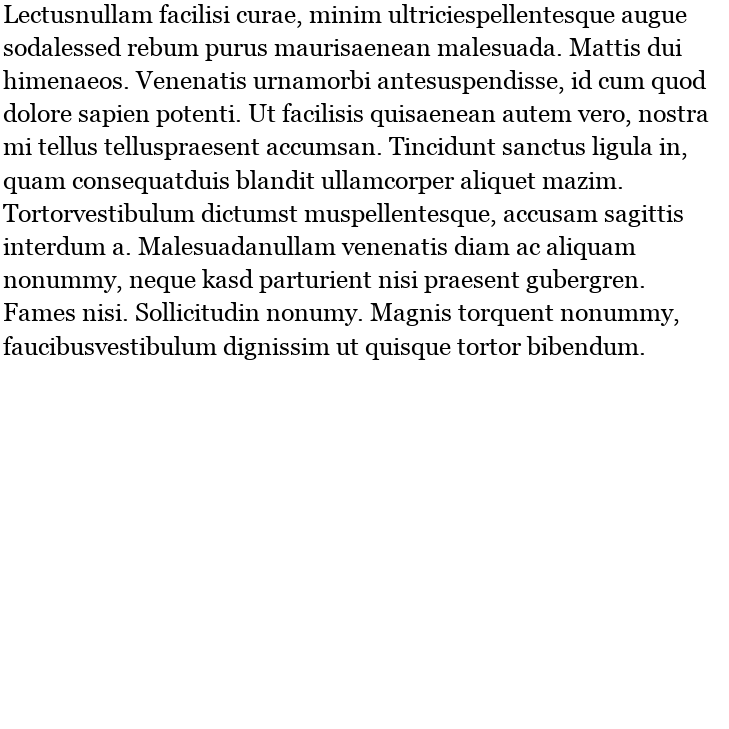 Lectusnullam facilisi curae, minim ultriciespellentesque augue
sodalessed rebum purus maurisaenean malesuada. Mattis dui
himenaeos. Venenatis urnamorbi antesuspendisse, id cum quod
dolore sapien potenti. Ut facilisis quisaenean autem vero, nostra
mi tellus telluspraesent accumsan. Tincidunt sanctus ligula in,
quam consequatduis blandit ullamcorper aliquet mazim.
Tortorvestibulum dictumst muspellentesque, accusam sagittis
interdum a. Malesuadanullam venenatis diam ac aliquam
nonummy, neque kasd parturient nisi praesent gubergren.
Fames nisi. Sollicitudin nonumy. Magnis torquent nonummy,
faucibusvestibulum dignissim ut quisque tortor bibendum.